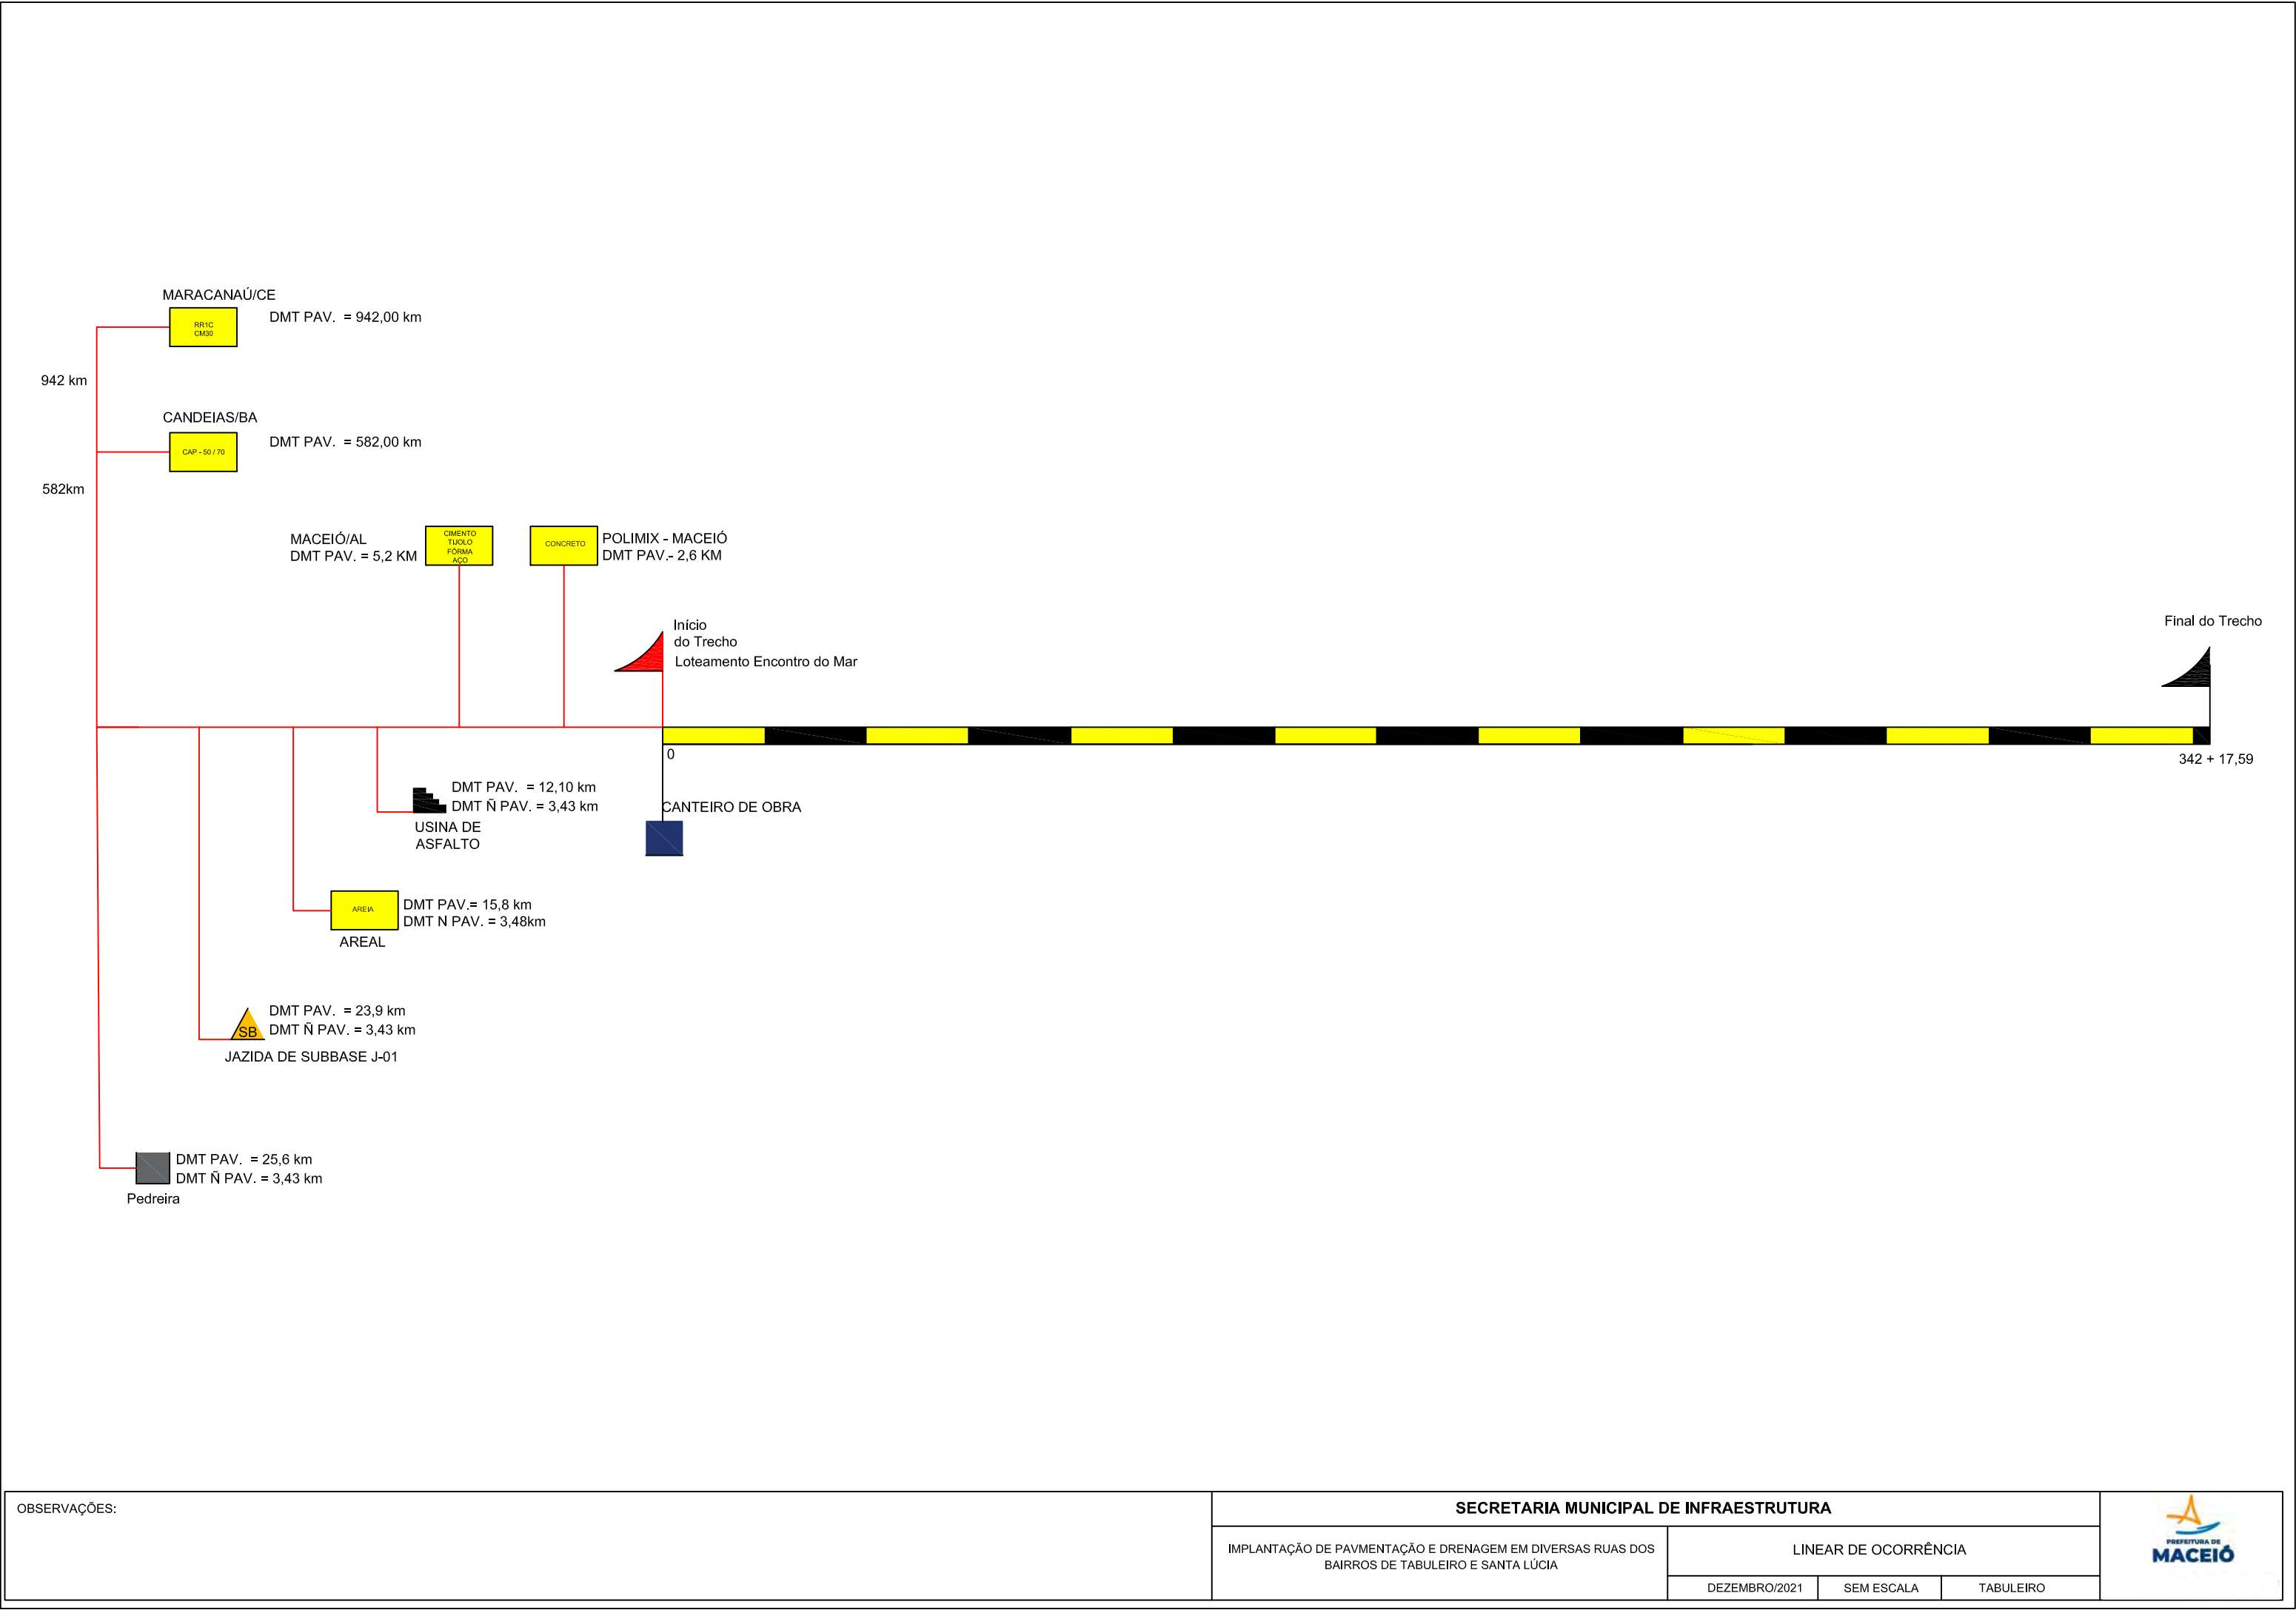 MARACANAÚ/CE
RR1C
CM30
DMT PAV. = 942,00 km
942 km
CANDEIAS/BA
CAP - 50 / 70
DMT PAV. = 582,00 km
582km
MACEIÓ/AL
DMT PAV. = 5,2 KM
CIMENTO
TIJOLO
FÔRMA
AÇO
CONCRETO
POLIMIX - MACEIÓ
DMT PAV.- 2,6 KM
Início
do Trecho
Loteamento Encontro do Mar
Final do Trecho
0
342 + 17,59
DMT PAV. = 12,10 km
DMT Ñ PAV. = 3,43 km
USINA DE
ASFALTO
CANTEIRO DE OBRA
AREIA
DMT PAV.= 15,8 km
DMT N PAV. = 3,48km
AREAL
SB
DMT PAV. = 23,9 km
DMT Ñ PAV. = 3,43 km
JAZIDA DE SUBBASE J-01
DMT PAV. = 25,6 km
DMT Ñ PAV. = 3,43 km
Pedreira
OBSERVAÇÕES:
SECRETARIA MUNICIPAL DE INFRAESTRUTURA
IMPLANTAÇÃO DE PAVMENTAÇÃO E DRENAGEM EM DIVERSAS RUAS DOS
BAIRROS DE TABULEIRO E SANTA LÚCIA
LINEAR DE OCORRÊNCIA
DEZEMBRO/2021
SEM ESCALA
TABULEIRO
PREFEITURA DE
MACEIÓ